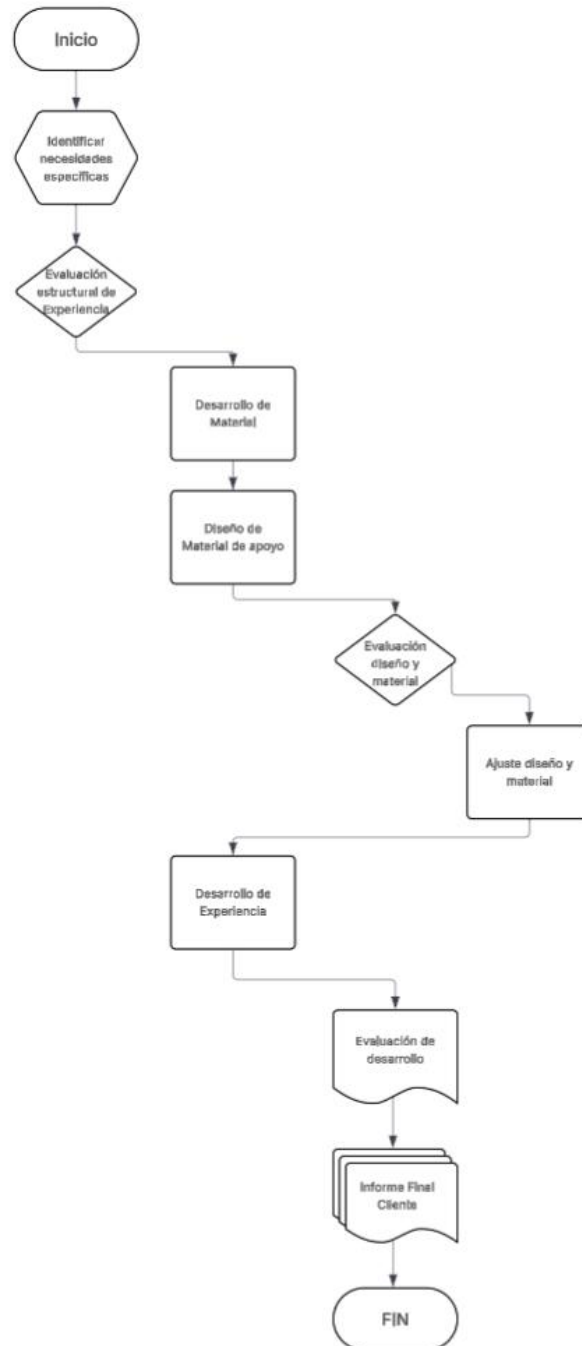 Inicio
Identificar
necesidades
específicas
Evaluación
estructural de
Experiencia
Desarrollo de
Material
Diseño de
Material de apoyo
Evaluación
diseño y
material
Ajuste diseño y
material
Desarrollo de
Experiencia
Evaluación de
desarrollo
Informe Final
Cliente
FIN